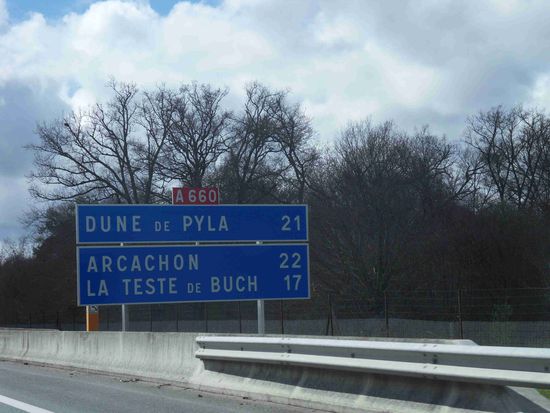 A 660
DUNE DE PYLA 21
ARCACHON 22
LA TESTE DE BUCH 17